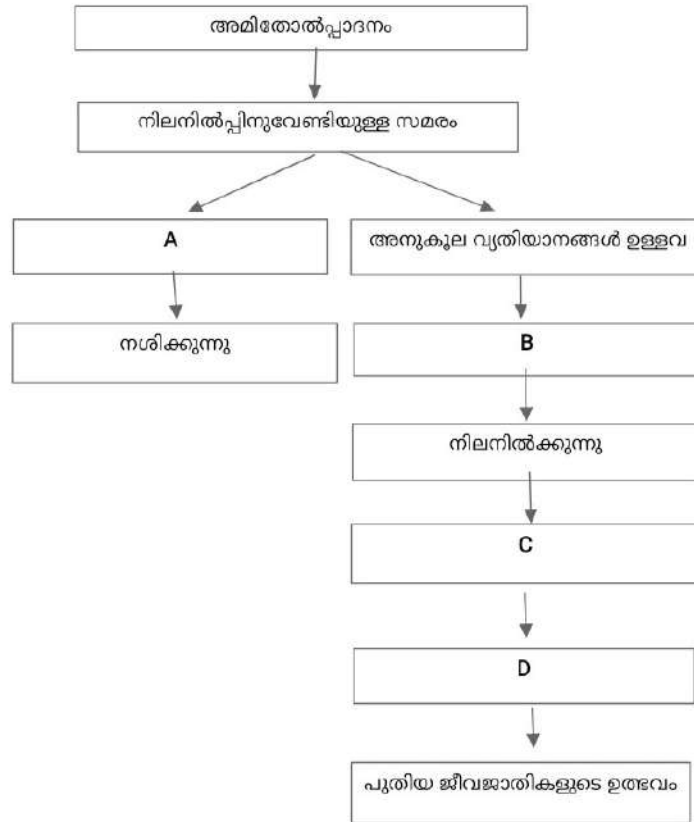 അമിതോൽപ്പാദനം
നിലനിൽപ്പിനുവേണ്ടിയുള്ള സമരം
A
അനുകൂല വ്യതിയാനങ്ങൾ ഉള്ളവ
നശിക്കുന്നു
B
നിലനിൽക്കുന്നു
C
D
പുതിയ ജീവജാതികളുടെ ഉത്ഭവം